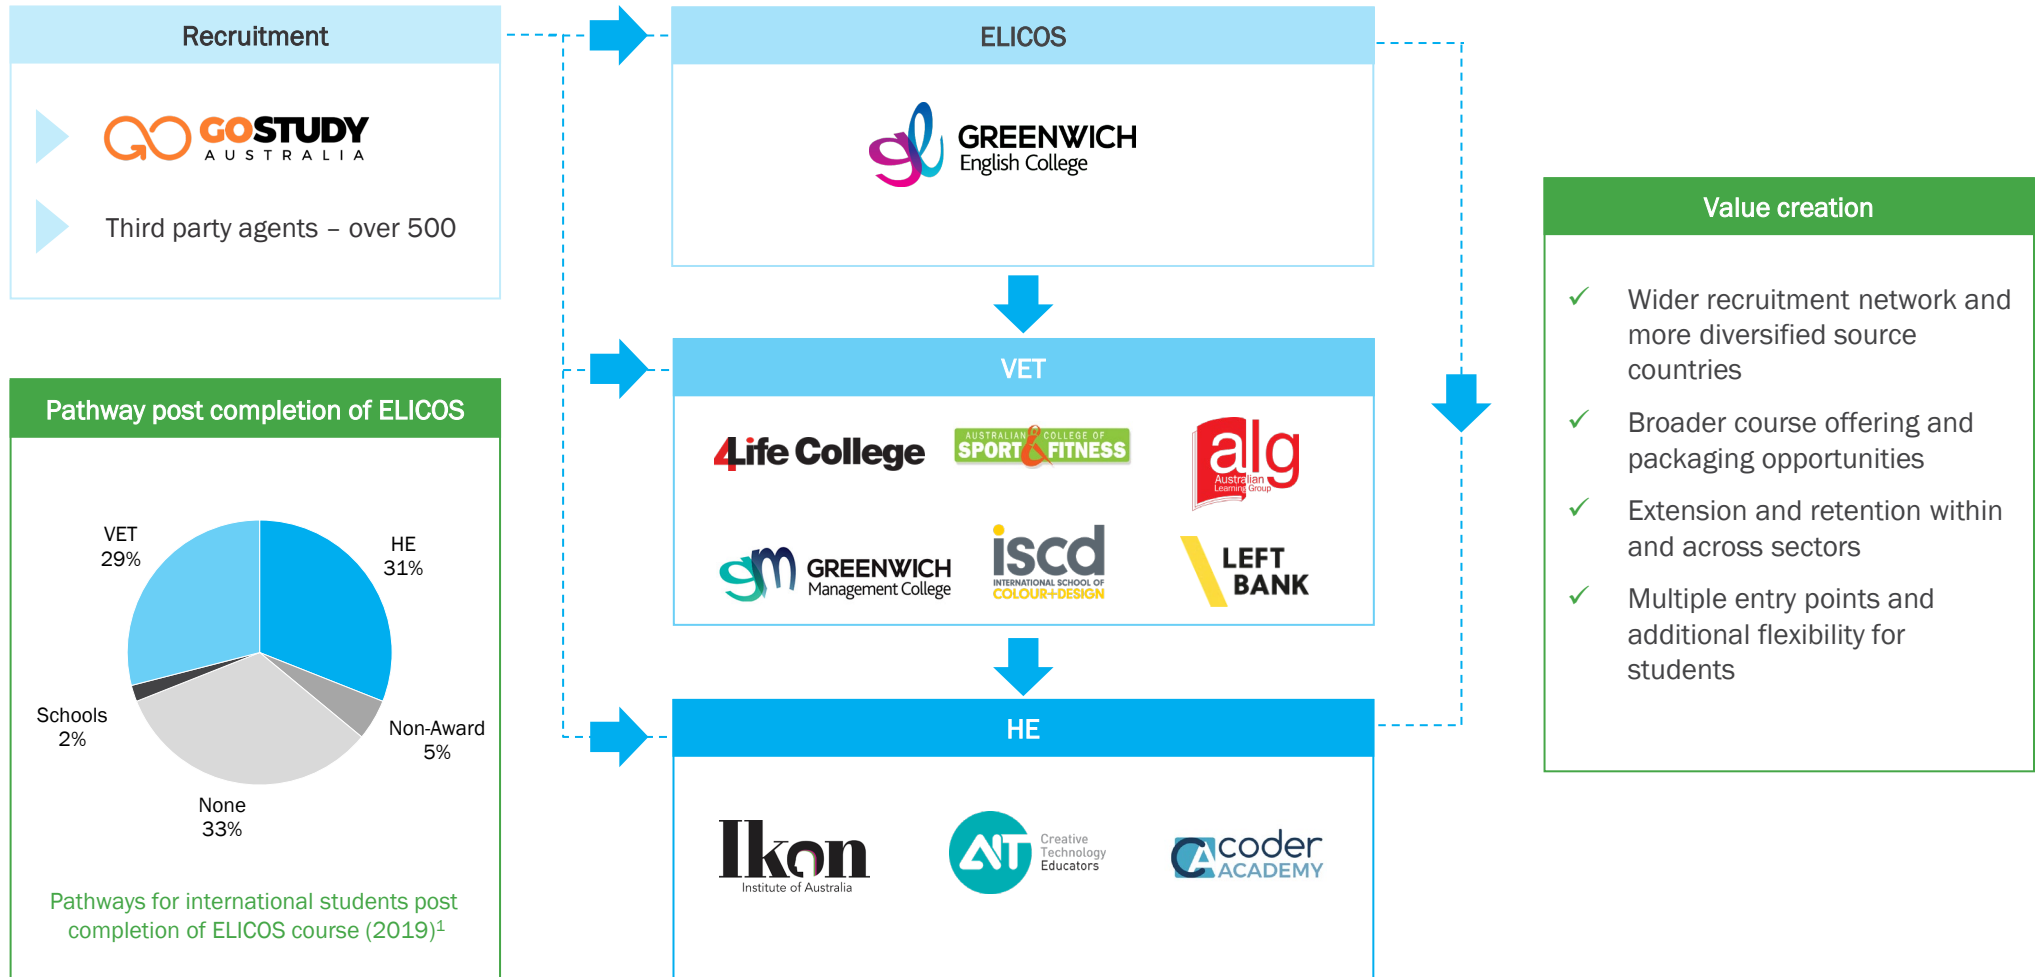 Recruitment
GOSTUDY
AUSTRALIA
Third party agents – over 500
Pathway post completion of ELICOS
VET
29%
HE
31%
Schools
2%
Non-Award
5%
None
33%
Pathways for international students post
completion of ELICOS course (2019)1
ELICOS
gl
GREENWICH
English College
VET
4Life College
AUSTRALIAN COLLEGE OF
SPORT & FITNESS
alg
Australian
Learning Group
gm
GREENWICH
Management College
iscd
INTERNATIONAL SCHOOL OF
COLOUR+DESIGN
LEFT
BANK
HE
Ikon
Institute of Australia
AIT
Creative
Technology
Educators
CA
coder
ACADEMY
Value creation
✓ Wider recruitment network and
more diversified source
countries
✓ Broader course offering and
packaging opportunities
✓ Extension and retention within
and across sectors
✓ Multiple entry points and
additional flexibility for
students